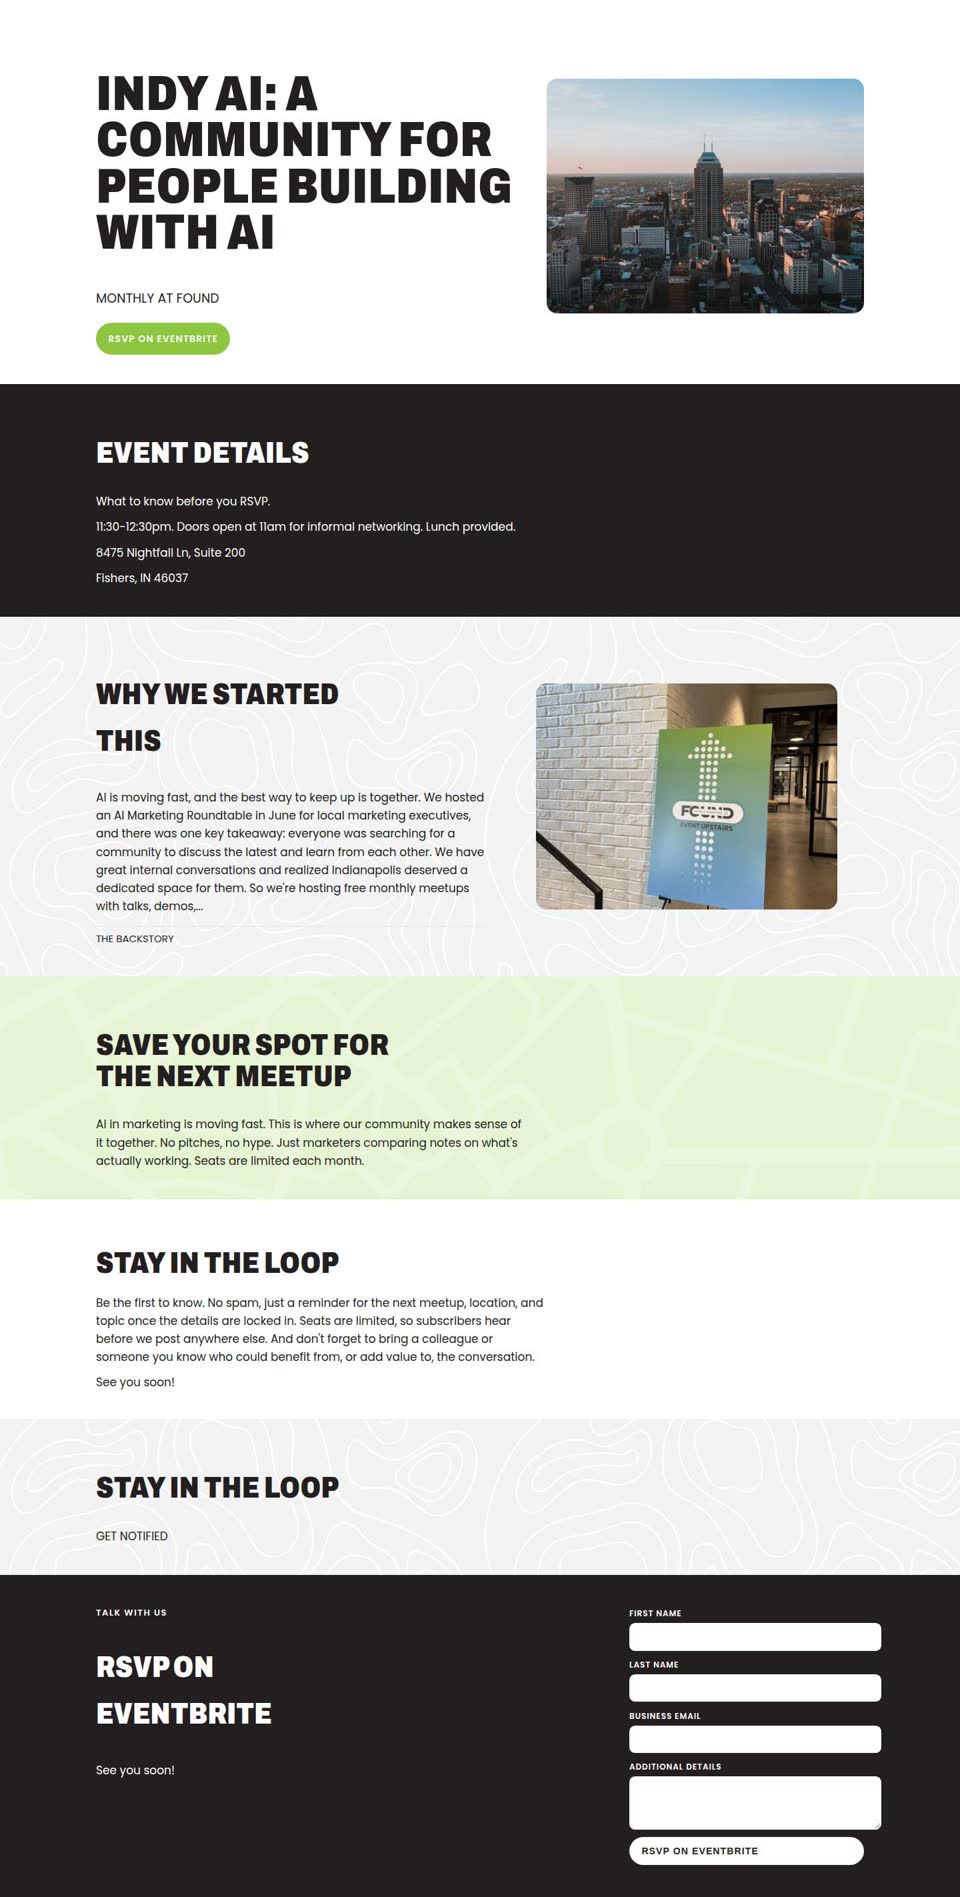 INDY AI: A
COMMUNITY FOR
PEOPLE BUILDING
WITH AI
MONTHLY AT FOUND
RSVP ON EVENTBRITE
EVENT DETAILS
What to know before you RSVP.
11:30-12:30pm. Doors open at 11am for informal networking. Lunch provided.
8475 Nightfall Ln, Suite 200
Fishers, IN 46037
WHY WE STARTED
THIS
AI is moving fast, and the best way to keep up is together. We hosted
an AI Marketing Roundtable in June for local marketing executives,
and there was one key takeaway: everyone was searching for a
community to discuss the latest and learn from each other. We have
great internal conversations and realized Indianapolis deserved a
dedicated space for them. So we're hosting free monthly meetups
with talks, demos,...
THE BACKSTORY
FOUND
EVENT UPSTAIRS
SAVE YOUR SPOT FOR
THE NEXT MEETUP
AI in marketing is moving fast. This is where our community makes sense of
it together. No pitches, no hype. Just marketers comparing notes on what's
actually working. Seats are limited each month.
STAY IN THE LOOP
Be the first to know. No spam, just a reminder for the next meetup, location, and
topic once the details are locked in. Seats are limited, so subscribers hear
before we post anywhere else. And don't forget to bring a colleague or
someone you know who could benefit from, or add value to, the conversation.
See you soon!
STAY IN THE LOOP
GET NOTIFIED
TALK WITH US
RSVP ON
EVENTBRITE
See you soon!
FIRST NAME
LAST NAME
BUSINESS EMAIL
ADDITIONAL DETAILS
RSVP ON EVENTBRITE